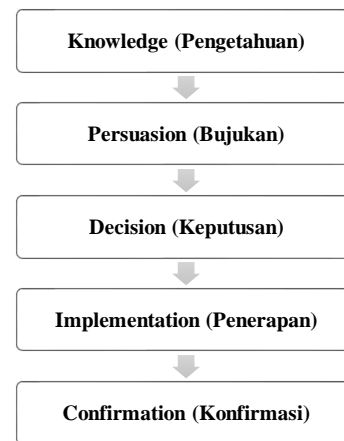 Knowledge (Pengetahuan)
Persuasion (Bujukan)
Decision (Keputusan)
Implementation (Penerapan)
Confirmation (Konfirmasi)